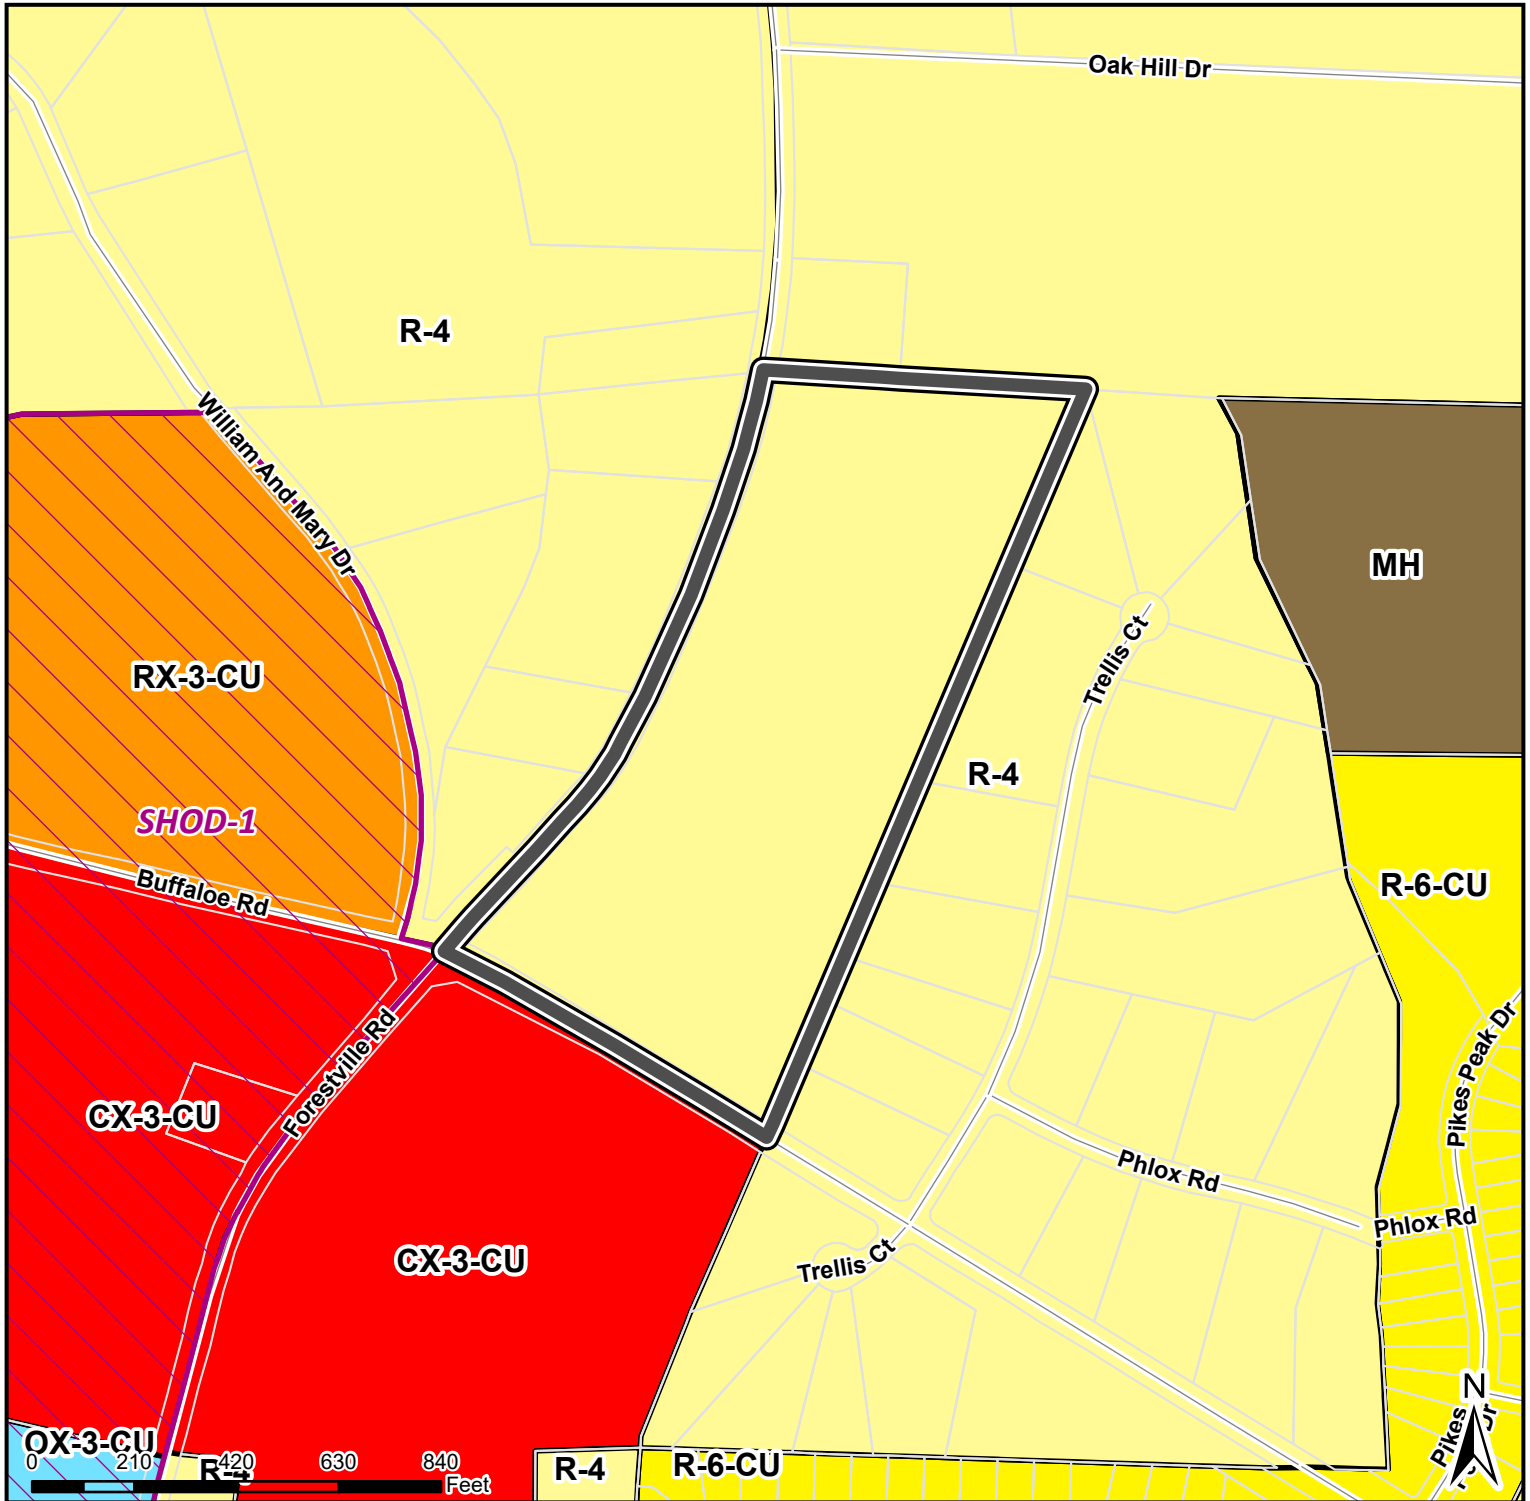 Oak Hill Dr
R-4
William And Mary Dr
MH
RX-3-CU
Trellis Ct
R-4
SHOD-1
Buffaloe Rd
R-6-CU
Forestville Rd
Pikes Peak Dr
CX-3-CU
Phlox Rd
Phlox Rd
CX-3-CU
Trellis Ct
N
OX-3-CU
R-4
R-4
R-6-CU
Pikes
Dr
0 210 420 630 840
Feet